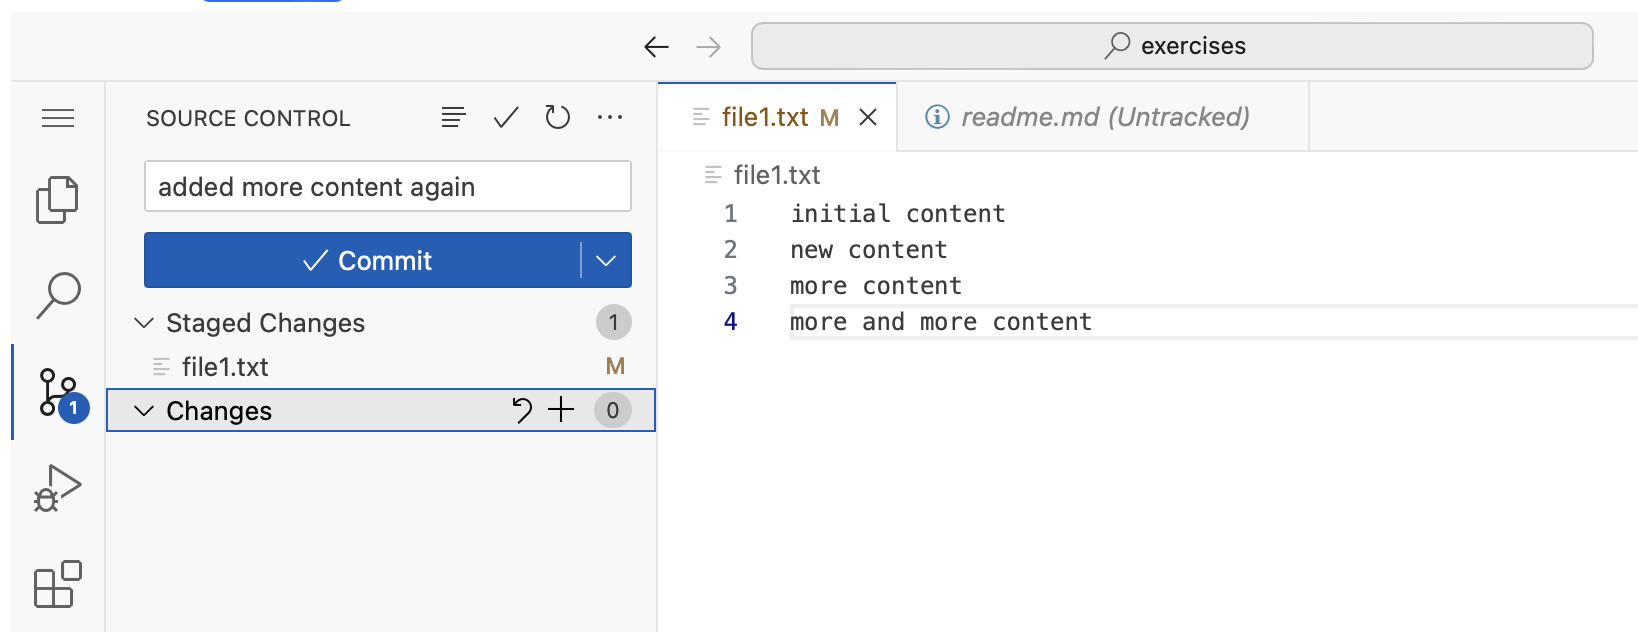 exercises
SOURCE CONTROL
added more content again
Commit
Staged Changes 1
file1.txt M
Changes 0
1
file1.txt M
readme.md (Untracked)
file1.txt
1 initial content
2 new content
3 more content
4 more and more content